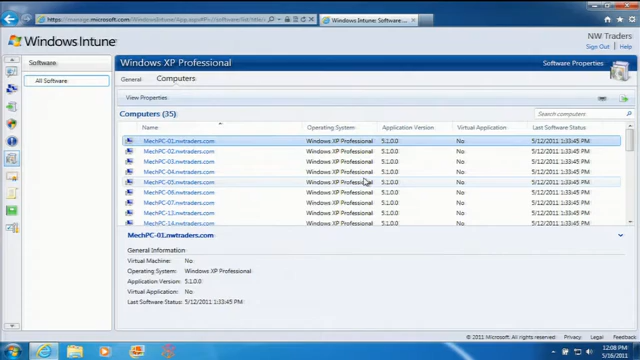 https://manage.microsoft.com/WindowsIntune/App.aspx
Windows Intune: Software ...
Windows Intune
NW Traders
Sign Out | Help
Software
All Software
Windows XP Professional
Software Properties
General
Computers
View Properties
Computers (35)
Search computers
Name Operating System Application Version Virtual Application Last Software Status
MechPC-01.nwtraders.com Windows XP Professional 5.1.0.0 No 5/12/2011 1:33:45 PM
MechPC-02.nwtraders.com Windows XP Professional 5.1.0.0 No 5/12/2011 1:33:45 PM
MechPC-03.nwtraders.com Windows XP Professional 5.1.0.0 No 5/12/2011 1:33:45 PM
MechPC-04.nwtraders.com Windows XP Professional 5.1.0.0 No 5/12/2011 1:33:45 PM
MechPC-05.nwtraders.com Windows XP Professional 5.1.0.0 No 5/12/2011 1:33:45 PM
MechPC-06.nwtraders.com Windows XP Professional 5.1.0.0 No 5/12/2011 1:33:45 PM
MechPC-07.nwtraders.com Windows XP Professional 5.1.0.0 No 5/12/2011 1:33:45 PM
MechPC-13.nwtraders.com Windows XP Professional 5.1.0.0 No 5/12/2011 1:33:45 PM
MechPC-14.nwtraders.com Windows XP Professional 5.1.0.0 No 5/12/2011 1:33:45 PM
MechPC-01.nwtraders.com
General Information
Virtual Machine: No
Operating System: Windows XP Professional
Application Version: 5.1.0.0
Virtual Application: No
Last Software Status: 5/12/2011 1:33:45 PM
© 2011 Microsoft Privacy Legal Feedback
12:08 PM
5/16/2011